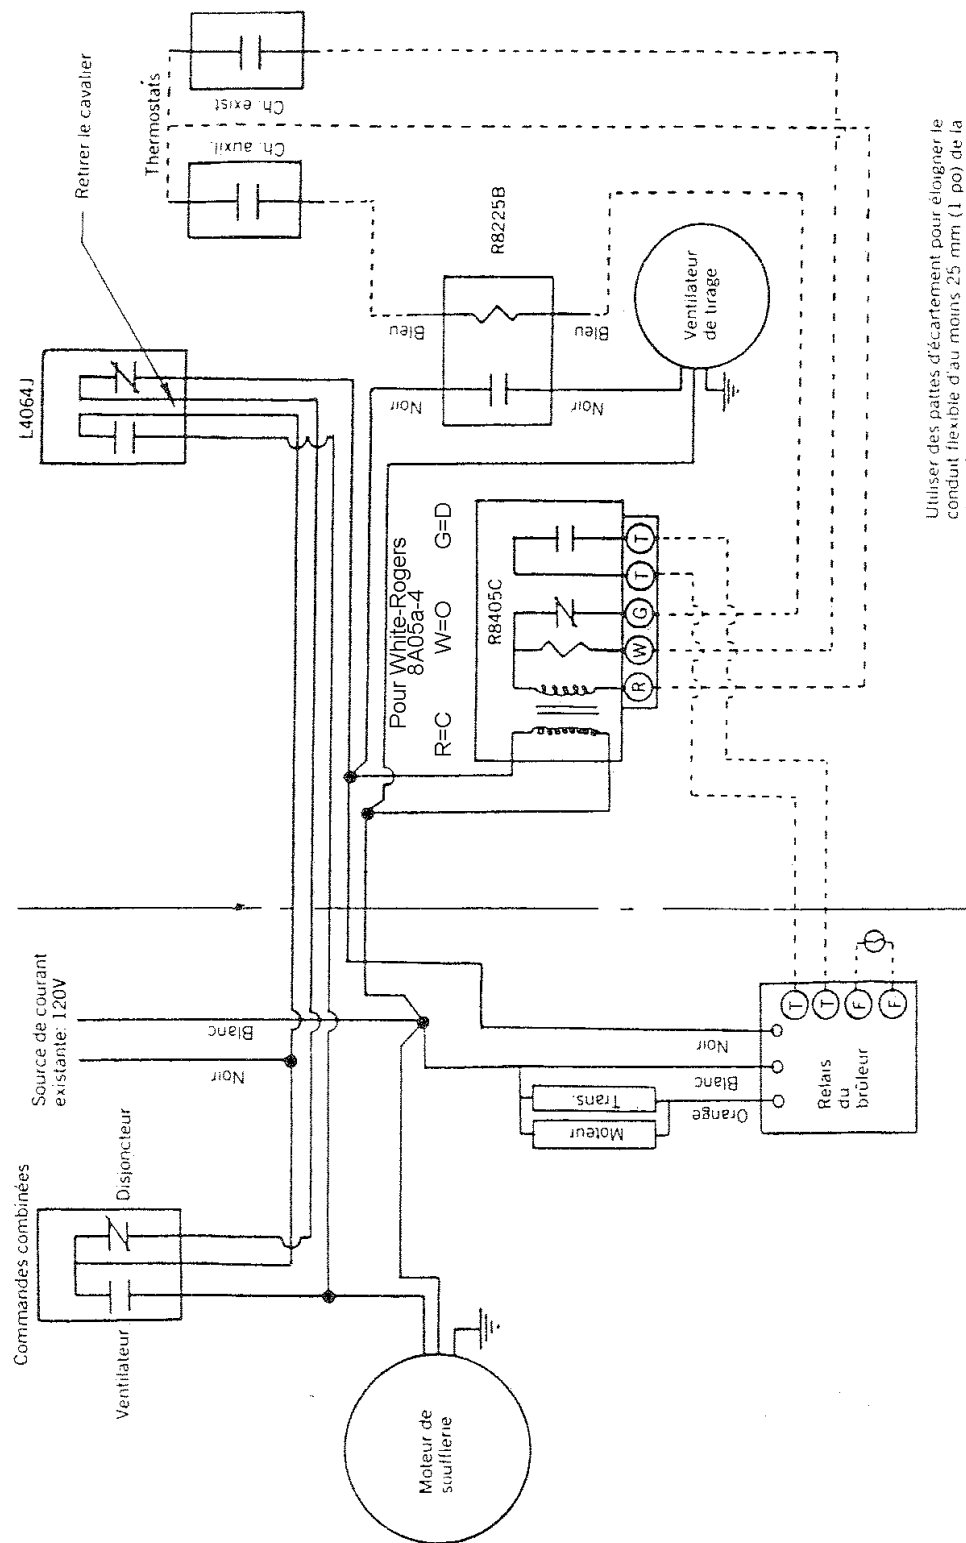 Commandes combinées
Ventilateur
Disjoncteur
Source de courant
existante: 120V
Noir
Blanc
L4064J
Retirer le cavalier
Thermostats
Ch. auxil.
Ch. exist
Bleu
Noir
R8225B
Bleu
Noir
Ventilateur
de tirage
Pour White-Rogers
8A05a-4
R=C W=O G=D
R8405C
R
W
G
T
T
Moteur de
soufflerie
Moteur
Trans.
Orange
Blanc
Noir
Relais
du
brûleur
T
T
F
F
Utiliser des pattes d'écartement pour éloigner le
conduit flexible d'au moins 25 mm (1 po) de la